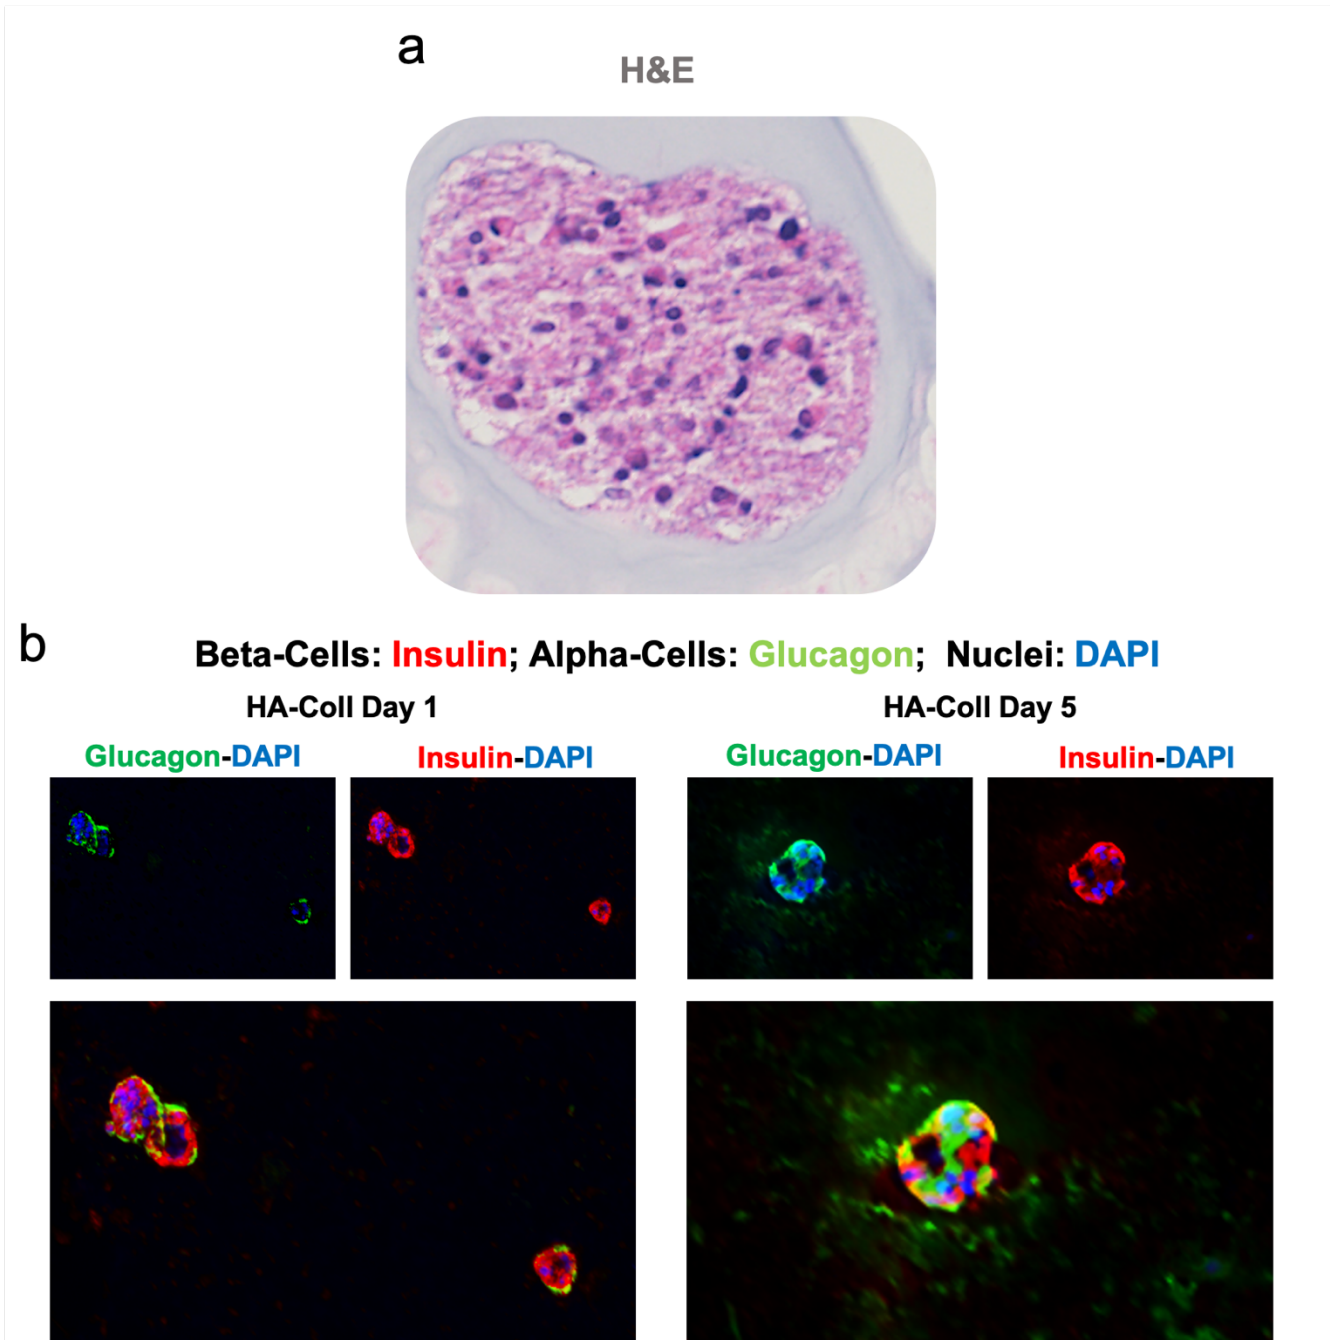 a
H&E
b
Beta-Cells: Insulin; Alpha-Cells: Glucagon; Nuclei: DAPI
HA-Coll Day 1
HA-Coll Day 5
Glucagon-DAPI
Insulin-DAPI
Glucagon-DAPI
Insulin-DAPI